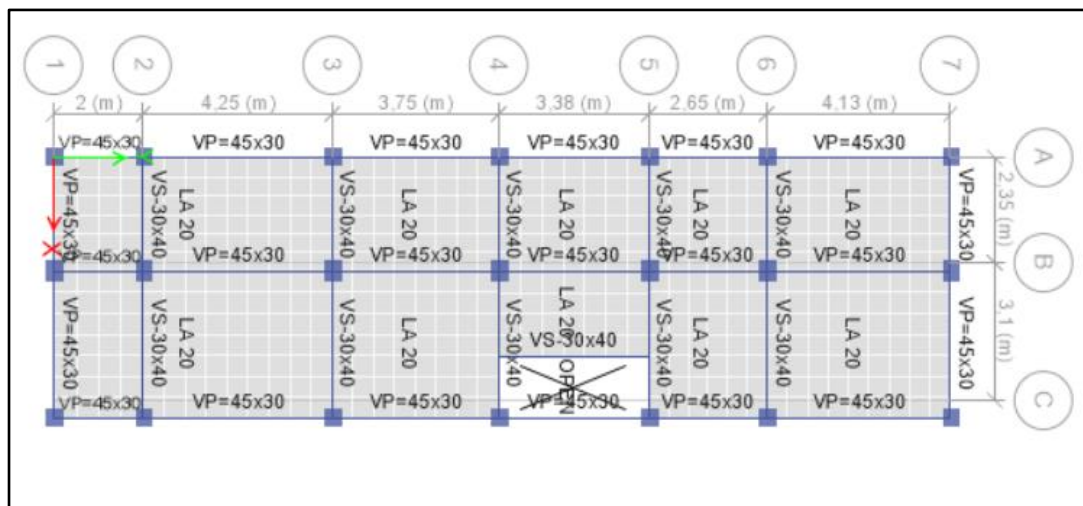 1 2 3 4 5 6 7
2 (m) 4,25 (m) 3,75 (m) 3,38 (m) 2,65 (m) 4,13 (m)
VP=45x30 VP=45x30 VP=45x30 VP=45x30 VP=45x30 VP=45x30
A
VP=45x30 VS-30x40 LA 20 VS-30x40 LA 20 VS-30x40 LA 20 VS-30x40 LA 20 VS-30x40 LA 20 VP=45x30 2,35 (m)
X
VP=45x30 VP=45x30 VP=45x30 VP=45x30 VP=45x30 VP=45x30
B
VP=45x30 VS-30x40 LA 20 VS-30x40 LA 20 VS-30x40 LA 20 VS-30x40 LA 20 VS-30x40 LA 20 VP=45x30 3,1 (m)
VS-30x40
OPEN
VP=45x30 VP=45x30 VP=45x30 VP=45x30 VP=45x30 VP=45x30
C